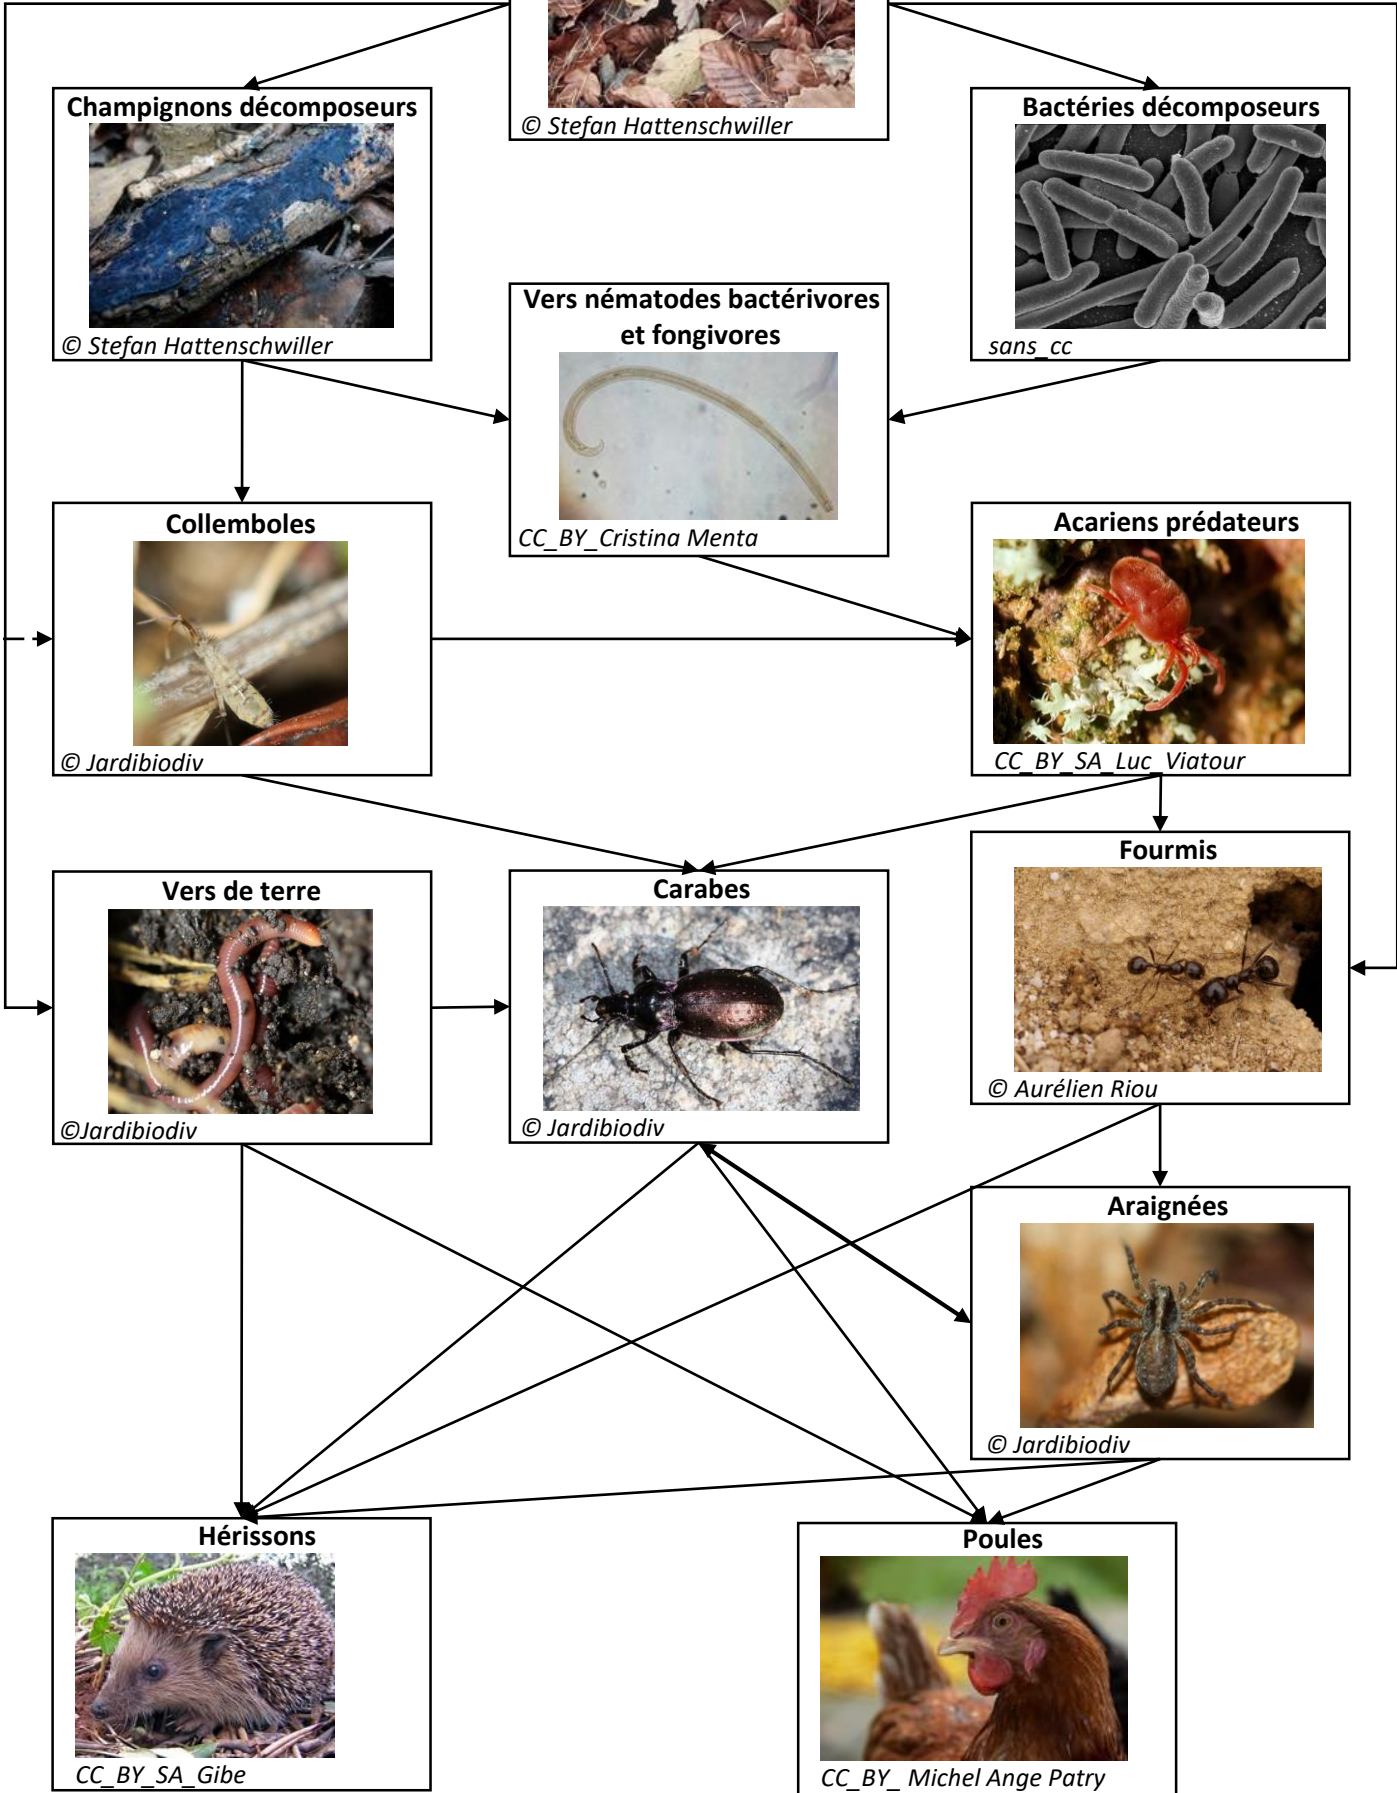 © Stefan Hattenschwiller
Champignons décomposeurs
© Stefan Hattenschwiller
Bactéries décomposeurs
sans_cc
Vers nématodes bactérivores
et fongivores
CC_BY_Cristina Menta
Collemboles
© Jardibiodiv
Acariens prédateurs
CC_BY_SA_Luc_Viatour
Vers de terre
©Jardibiodiv
Carabes
© Jardibiodiv
Fourmis
© Aurélien Riou
Araignées
© Jardibiodiv
Hérissons
CC_BY_SA_Gibe
Poules
CC_BY_ Michel Ange Patry